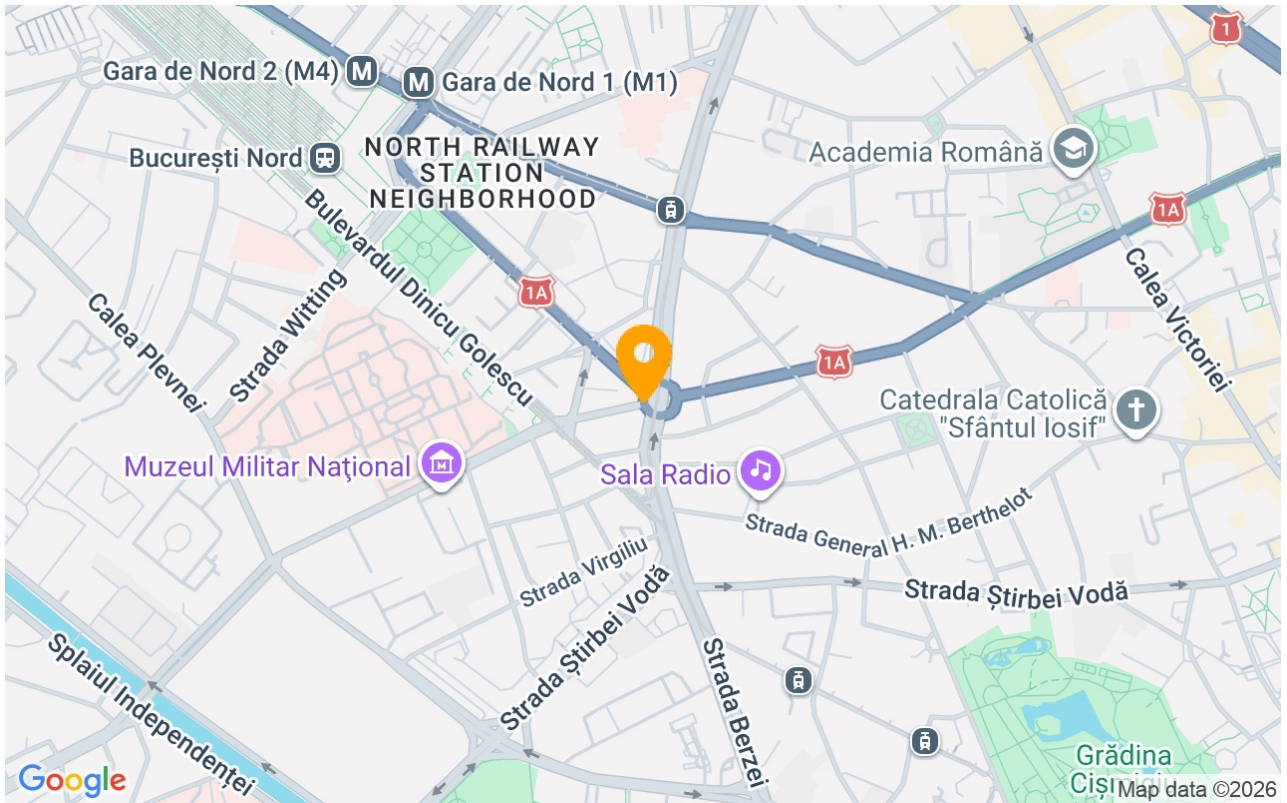 1
Gara de Nord 2 (M4)
M
M
Gara de Nord 1 (M1)
București Nord
NORTH RAILWAY
STATION
NEIGHBORHOOD
Academia Română
1A
Bulevardul Dinicu Golescu
Strada Witting
Calea Plevnei
1A
1A
Calea Victoriei
Catedrala Catolică
"Sfântul Iosif"
Muzeul Militar Naţional
M
Sala Radio
Strada General H. M. Berthelot
Strada Virgiliu
Strada Știrbei Vodă
Strada Știrbei Vodă
Strada Berzei
Splaiul Independenței
Grădina
Google
Map data ©2026